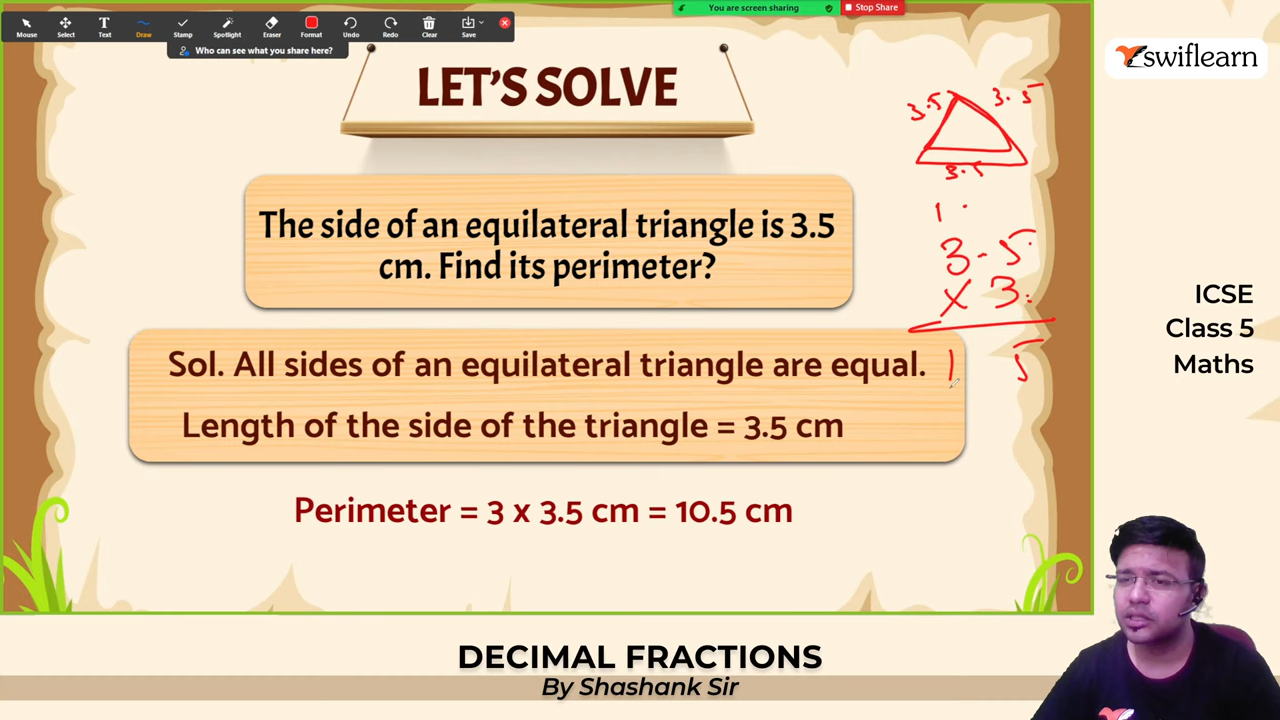 You are screen sharing
Stop Share
Mouse
Select
Text
Draw
Stamp
Spotlight
Eraser
Format
Undo
Redo
Clear
Save
Who can see what you share here?
swiflearn
LET'S SOLVE
3.5
3.5
3.5
The side of an equilateral triangle is 3.5
cm. Find its perimeter?
1
3.5
x 3
1 5
Sol. All sides of an equilateral triangle are equal.
Length of the side of the triangle = 3.5 cm
Perimeter = 3 x 3.5 cm = 10.5 cm
ICSE
Class 5
Maths
DECIMAL FRACTIONS
By Shashank Sir